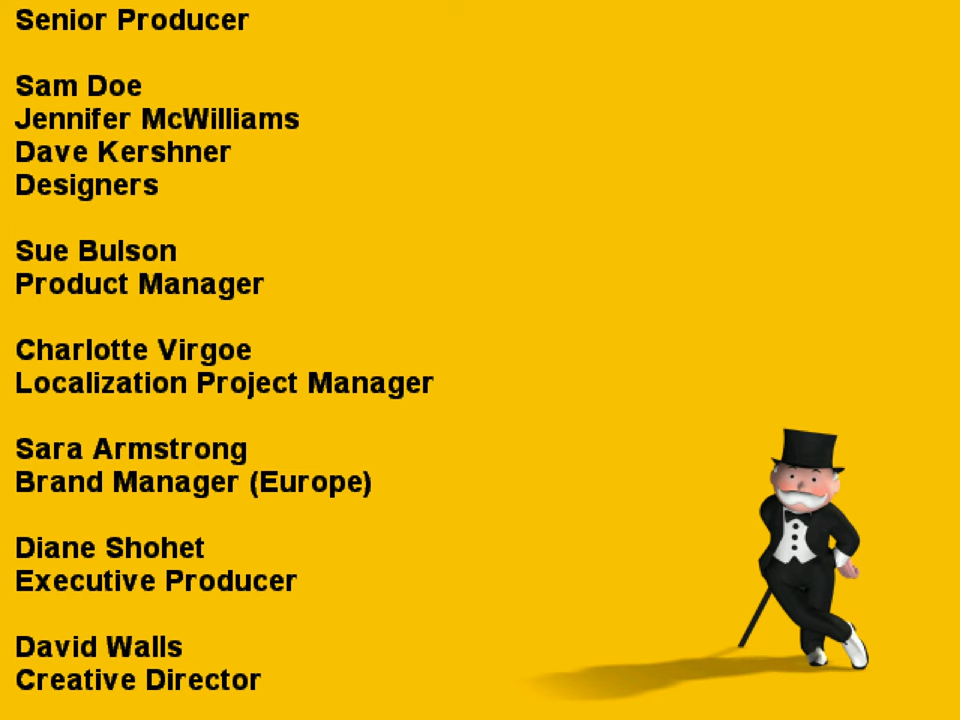 Senior Producer
Sam Doe
Jennifer McWilliams
Dave Kershner
Designers
Sue Bulson
Product Manager
Charlotte Virgoe
Localization Project Manager
Sara Armstrong
Brand Manager (Europe)
Diane Shohet
Executive Producer
David Walls
Creative Director